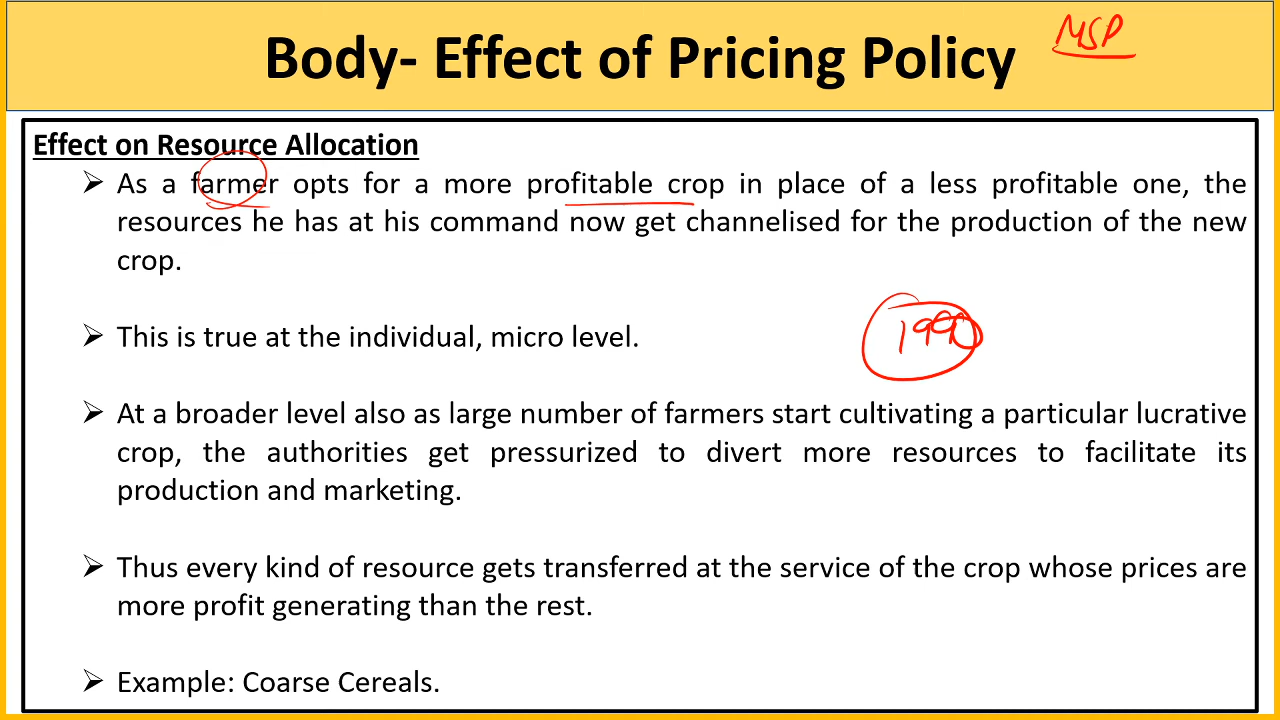 Body- Effect of Pricing Policy
MSP
Effect on Resource Allocation
➢ As a farmer opts for a more profitable crop in place of a less profitable one, the
resources he has at his command now get channelised for the production of the new
crop.
➢ This is true at the individual, micro level.
1990
➢ At a broader level also as large number of farmers start cultivating a particular lucrative
crop, the authorities get pressurized to divert more resources to facilitate its
production and marketing.
➢ Thus every kind of resource gets transferred at the service of the crop whose prices are
more profit generating than the rest.
➢ Example: Coarse Cereals.